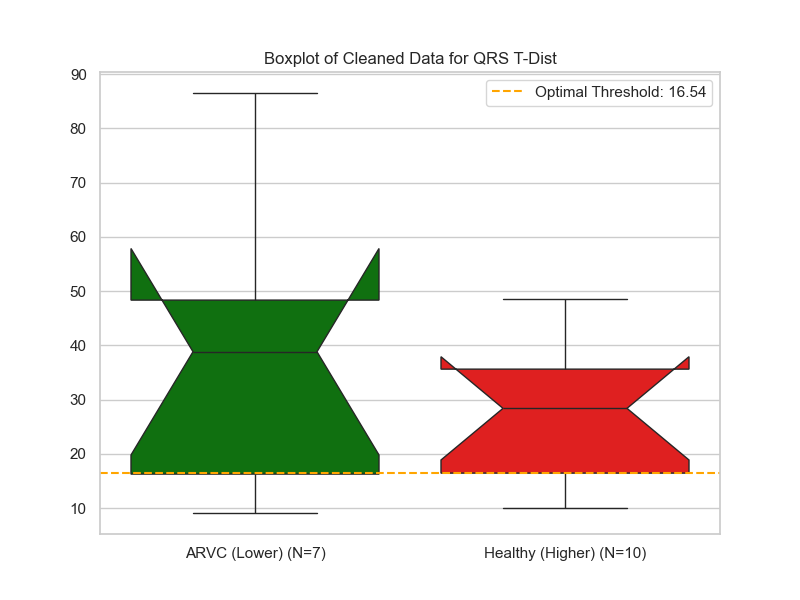 Boxplot of Cleaned Data for QRS T-Dist
Optimal Threshold: 16.54
90
80
70
60
50
40
30
20
10
ARVC (Lower) (N=7)
Healthy (Higher) (N=10)